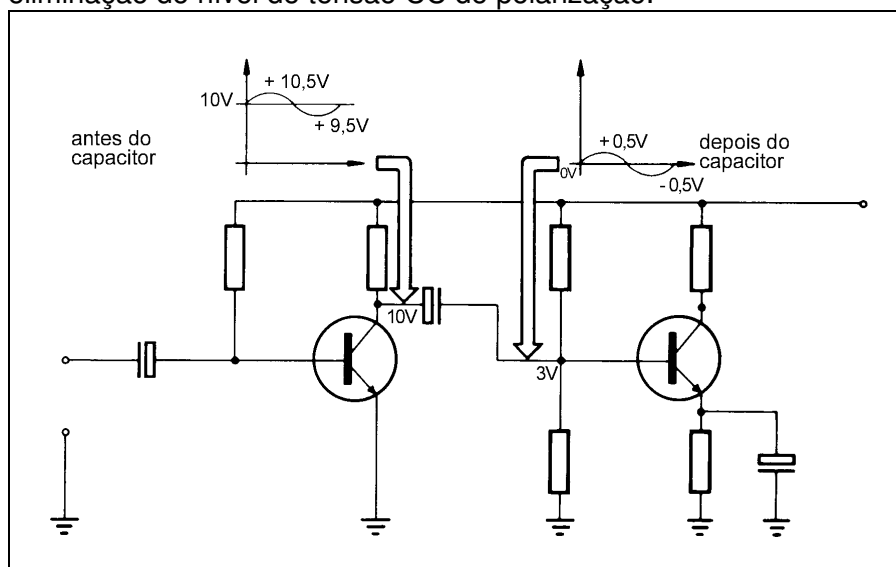 eliminação do nível de tensão CC de polarização.
+ 10,5V
10V
+ 9,5V
antes do
capacitor
+0,5V
0V
-0,5V
depois do
capacitor
10V
3V